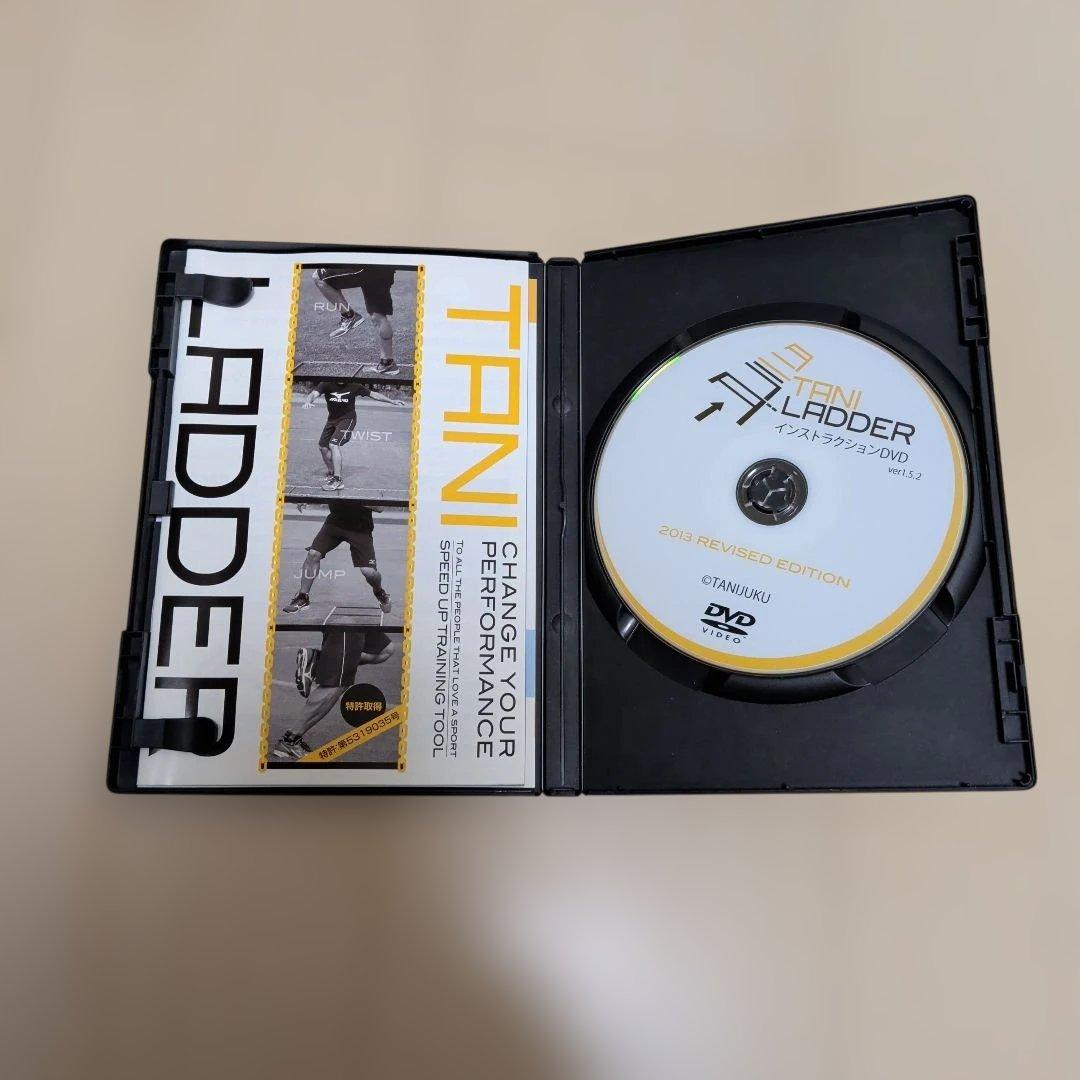 TANI
LADDER
CHANGE YOUR
PERFORMANCE
TO ALL THE PEOPLE THAT LOVE A SPORT
SPEED UP TRAINING TOOL
RUN
TWIST
JUMP
特許取得
特許:第5319035号
TANI
LADDER
インストラクションDVD
ver1.5.2
2013 REVISED EDITION
©TANIJUKU
DVD
VIDEO™